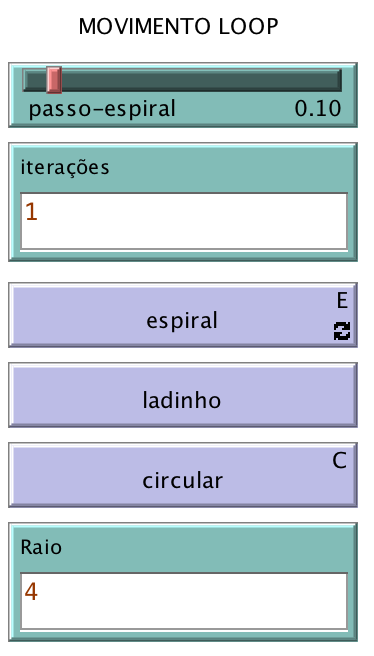 MOVIMENTO LOOP
passo-espiral 0.10
iterações
1
E
espiral
ladinho
C
circular
Raio
4